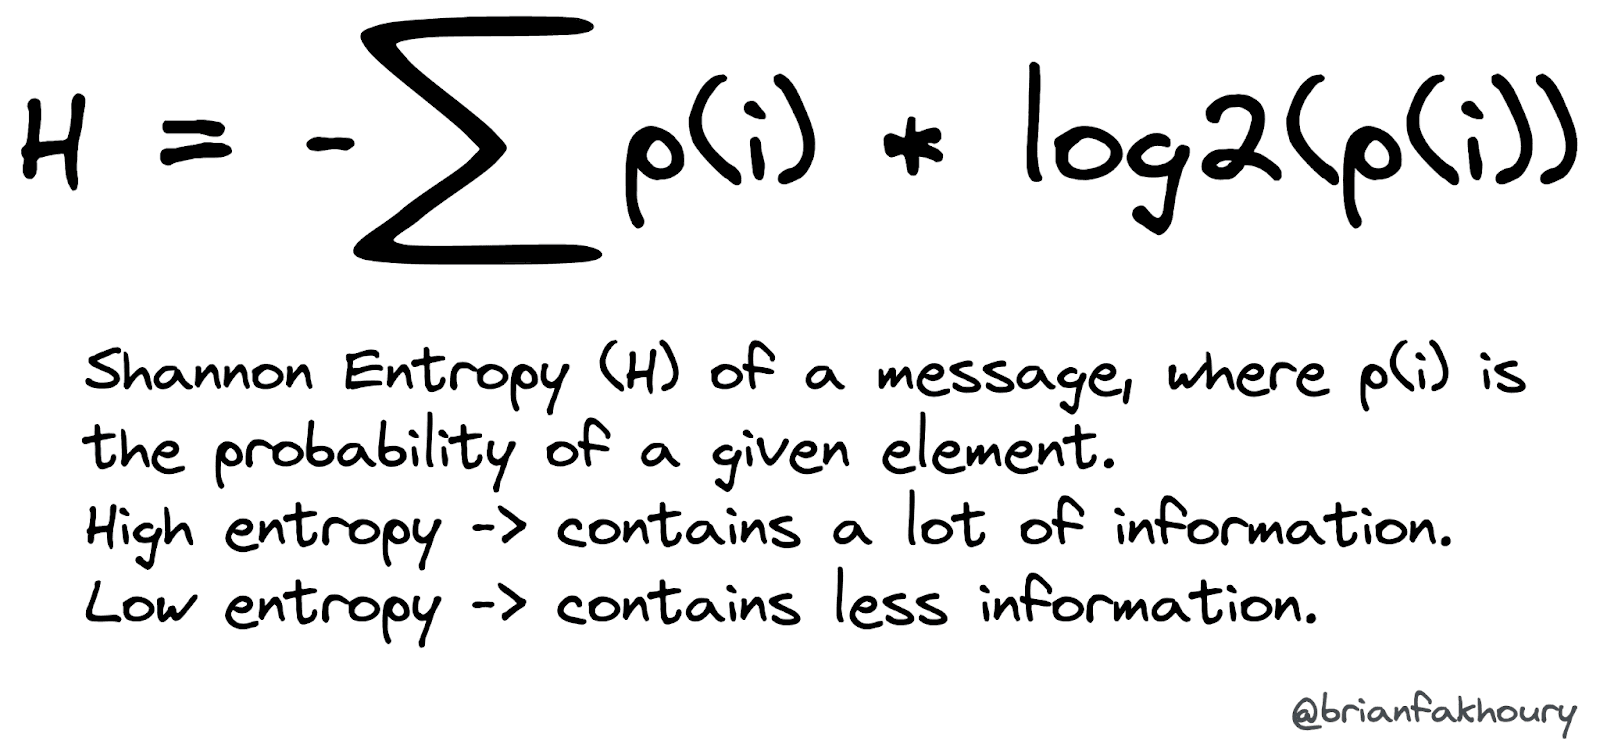 H = -∑ p(i) * log2(p(i))
Shannon Entropy (H) of a message, where p(i) is
the probability of a given element.
High entropy -> contains a lot of information.
Low entropy -> contains less information.
@brianfakhoury